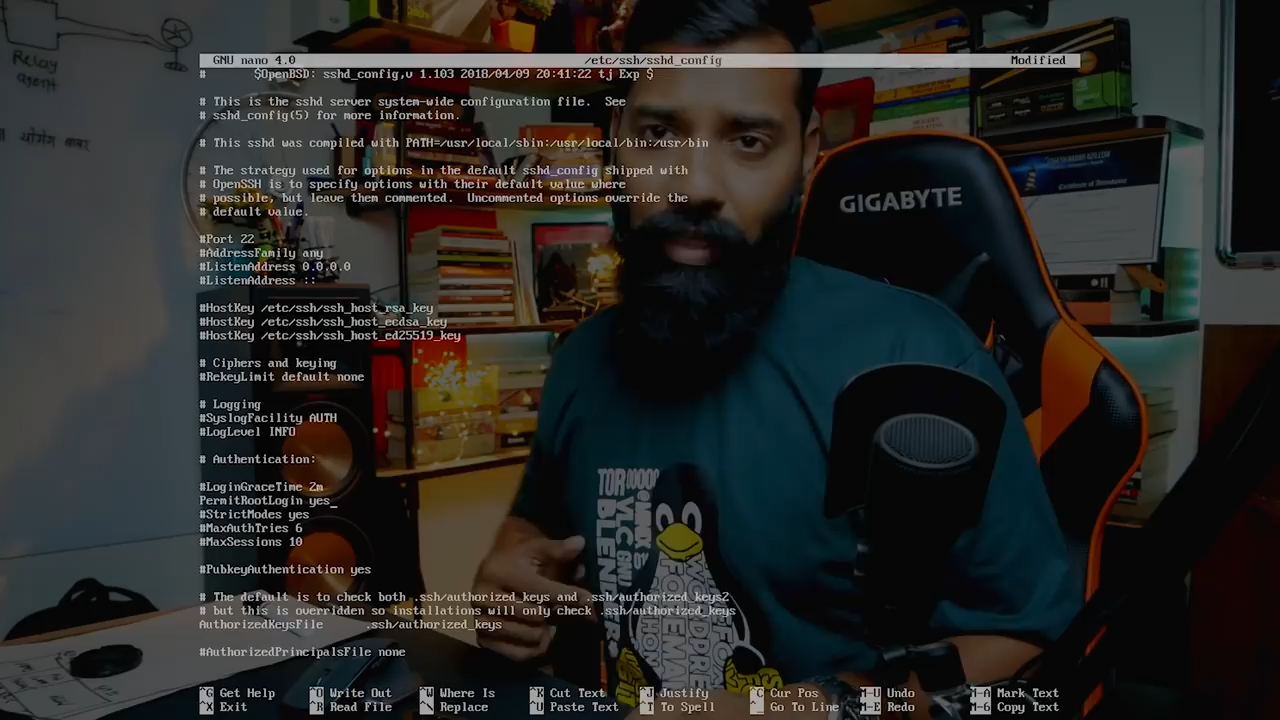 GNU nano 4.0 /etc/ssh/sshd_config Modified
# $OpenBSD: sshd_config,v 1.103 2018/04/09 20:41:22 tj Exp $
# This is the sshd server system-wide configuration file. See
# sshd_config(5) for more information.
# This sshd was compiled with PATH=/usr/local/sbin:/usr/local/bin:/usr/bin
# The strategy used for options in the default sshd_config shipped with
# OpenSSH is to specify options with their default value where
# possible, but leave them commented. Uncommented options override the
# default value.
#Port 22
#AddressFamily any
#ListenAddress 0.0.0.0
#ListenAddress ::
#HostKey /etc/ssh/ssh_host_rsa_key
#HostKey /etc/ssh/ssh_host_ecdsa_key
#HostKey /etc/ssh/ssh_host_ed25519_key
# Ciphers and keying
#RekeyLimit default none
# Logging
#SyslogFacility AUTH
#LogLevel INFO
# Authentication:
#LoginGraceTime 2m
PermitRootLogin yes_
#StrictModes yes
#MaxAuthTries 6
#MaxSessions 10
#PubkeyAuthentication yes
# The default is to check both .ssh/authorized_keys and .ssh/authorized_keys2
# but this is overridden so installations will only check .ssh/authorized_keys
AuthorizedKeysFile .ssh/authorized_keys
#AuthorizedPrincipalsFile none
^G Get Help ^O Write Out ^W Where Is ^K Cut Text ^J Justify ^C Cur Pos M-U Undo M-A Mark Text
^X Exit ^R Read File ^\ Replace ^U Paste Text ^T To Spell ^_ Go To Line M-E Redo M-6 Copy Text
Relay
agent
GIGABYTE
TOR
VLC
BLENDER